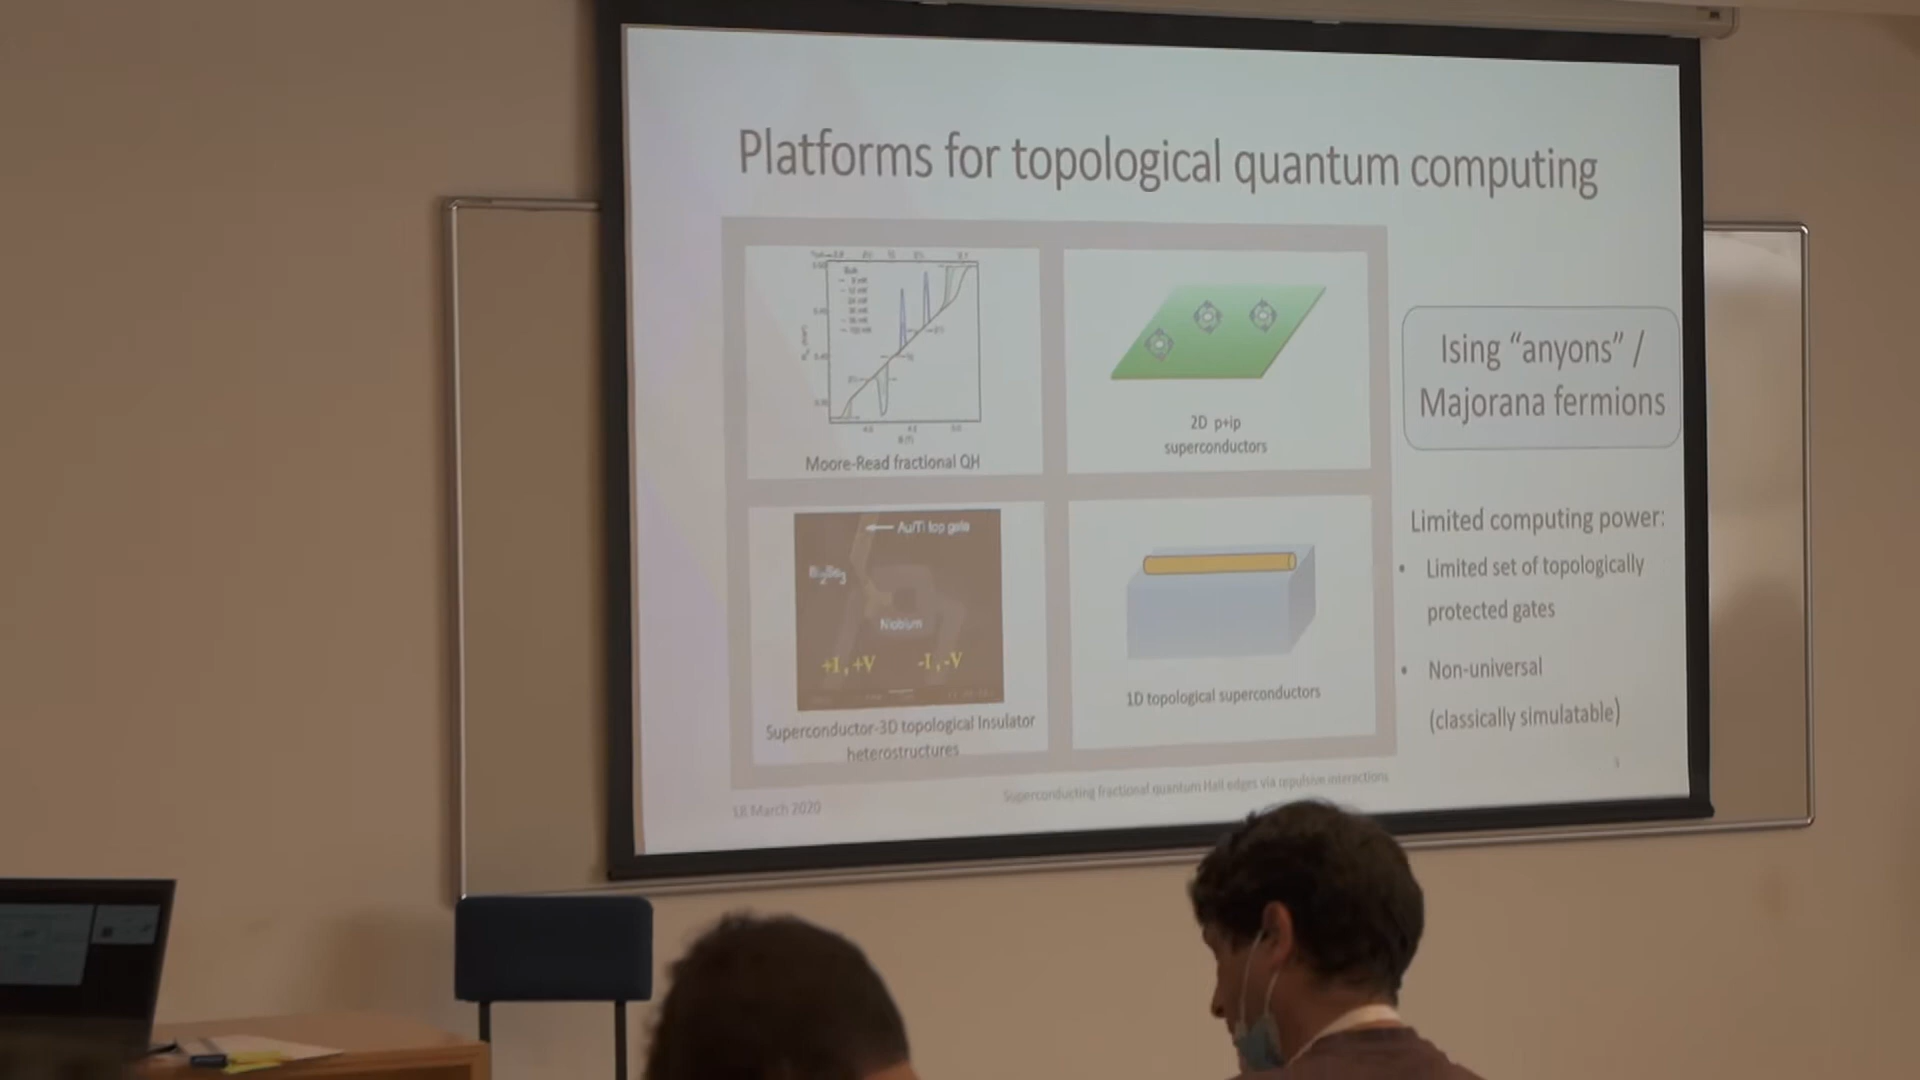 Platforms for topological quantum computing
Moore-Read fractional QH
2D p+ip
superconductors
Ising “anyons” /
Majorana fermions
Au/Ti top gate
Bi2Se3
Niobium
+I , +V
-I , -V
Superconductor-3D topological Insulator
heterostructures
1D topological superconductors
Limited computing power:
• Limited set of topologically
protected gates
• Non-universal
(classically simulatable)
18 March 2020
Superconducting fractional quantum Hall edges via repulsive interactions